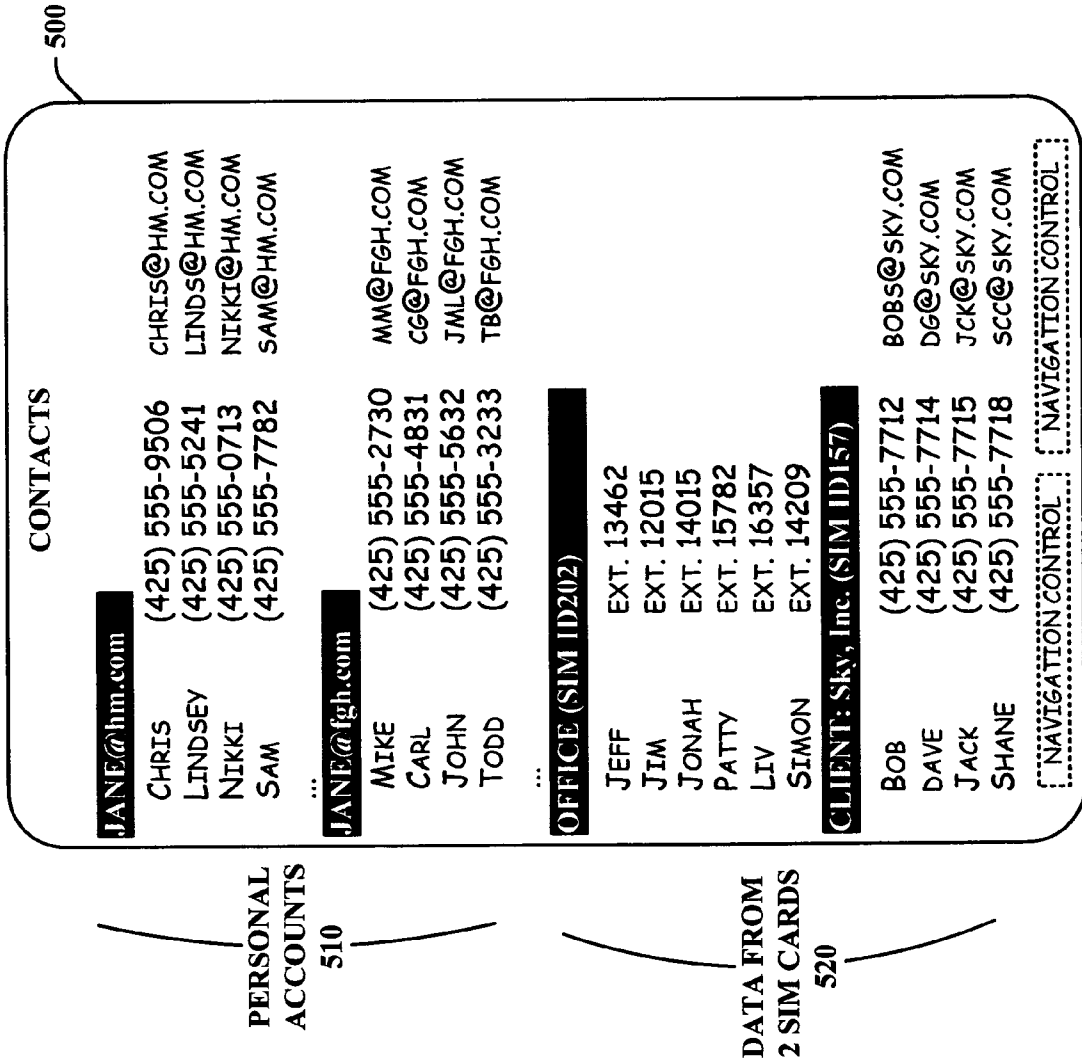 CONTACTS
500
JANE@hm.com
CHRIS (425) 555-9506 CHRIS@HM.COM
LINDSEY (425) 555-5241 LINDS@HM.COM
NIKKI (425) 555-0713 NIKKI@HM.COM
SAM (425) 555-7782 SAM@HM.COM
...
JANE@fgh.com
MIKE (425) 555-2730 MM@FGH.COM
CARL (425) 555-4831 CG@FGH.COM
JOHN (425) 555-5632 JML@FGH.COM
TODD (425) 555-3233 TB@FGH.COM
...
PERSONAL
ACCOUNTS
510
OFFICE (SIM ID202)
JEFF EXT. 13462
JIM EXT. 12015
JONAH EXT. 14015
PATTY EXT. 15782
LIV EXT. 16357
SIMON EXT. 14209
CLIENT: Sky, Inc. (SIM ID157)
BOB (425) 555-7712 BOBS@SKY.COM
DAVE (425) 555-7714 DG@SKY.COM
JACK (425) 555-7715 JCK@SKY.COM
SHANE (425) 555-7718 SCC@SKY.COM
DATA FROM
2 SIM CARDS
520
NAVIGATION CONTROL NAVIGATION CONTROL